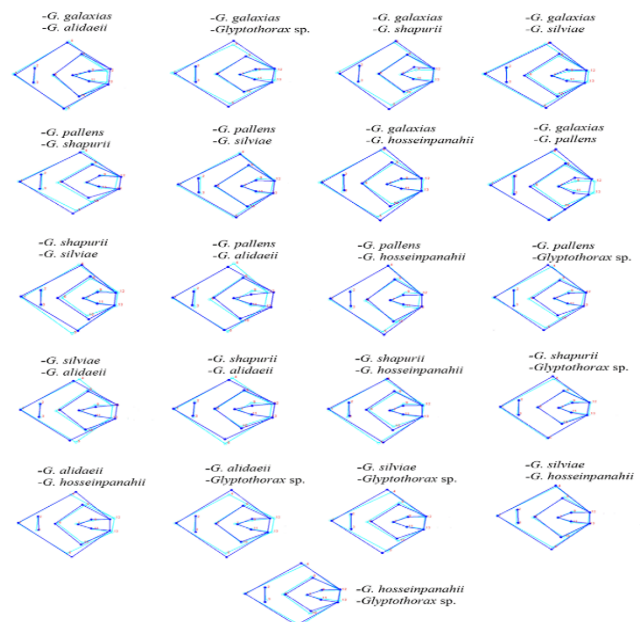 -G. galaxias
-G. alidaeii
-G. galaxias
-Glyptothorax sp.
-G. galaxias
-G. shapurii
-G. galaxias
-G. silviae
-G. pallens
-G. shapurii
-G. pallens
-G. silviae
-G. galaxias
-G. hosseinpanahii
-G. galaxias
-G. pallens
-G. shapurii
-G. silviae
-G. pallens
-G. alidaeii
-G. pallens
-G. hosseinpanahii
-G. pallens
-Glyptothorax sp.
-G. silviae
-G. alidaeii
-G. shapurii
-G. alidaeii
-G. shapurii
-G. hosseinpanahii
-G. shapurii
-Glyptothorax sp.
-G. alidaeii
-G. hosseinpanahii
-G. alidaeii
-Glyptothorax sp.
-G. silviae
-Glyptothorax sp.
-G. silviae
-G. hosseinpanahii
-G. hosseinpanahii
-Glyptothorax sp.